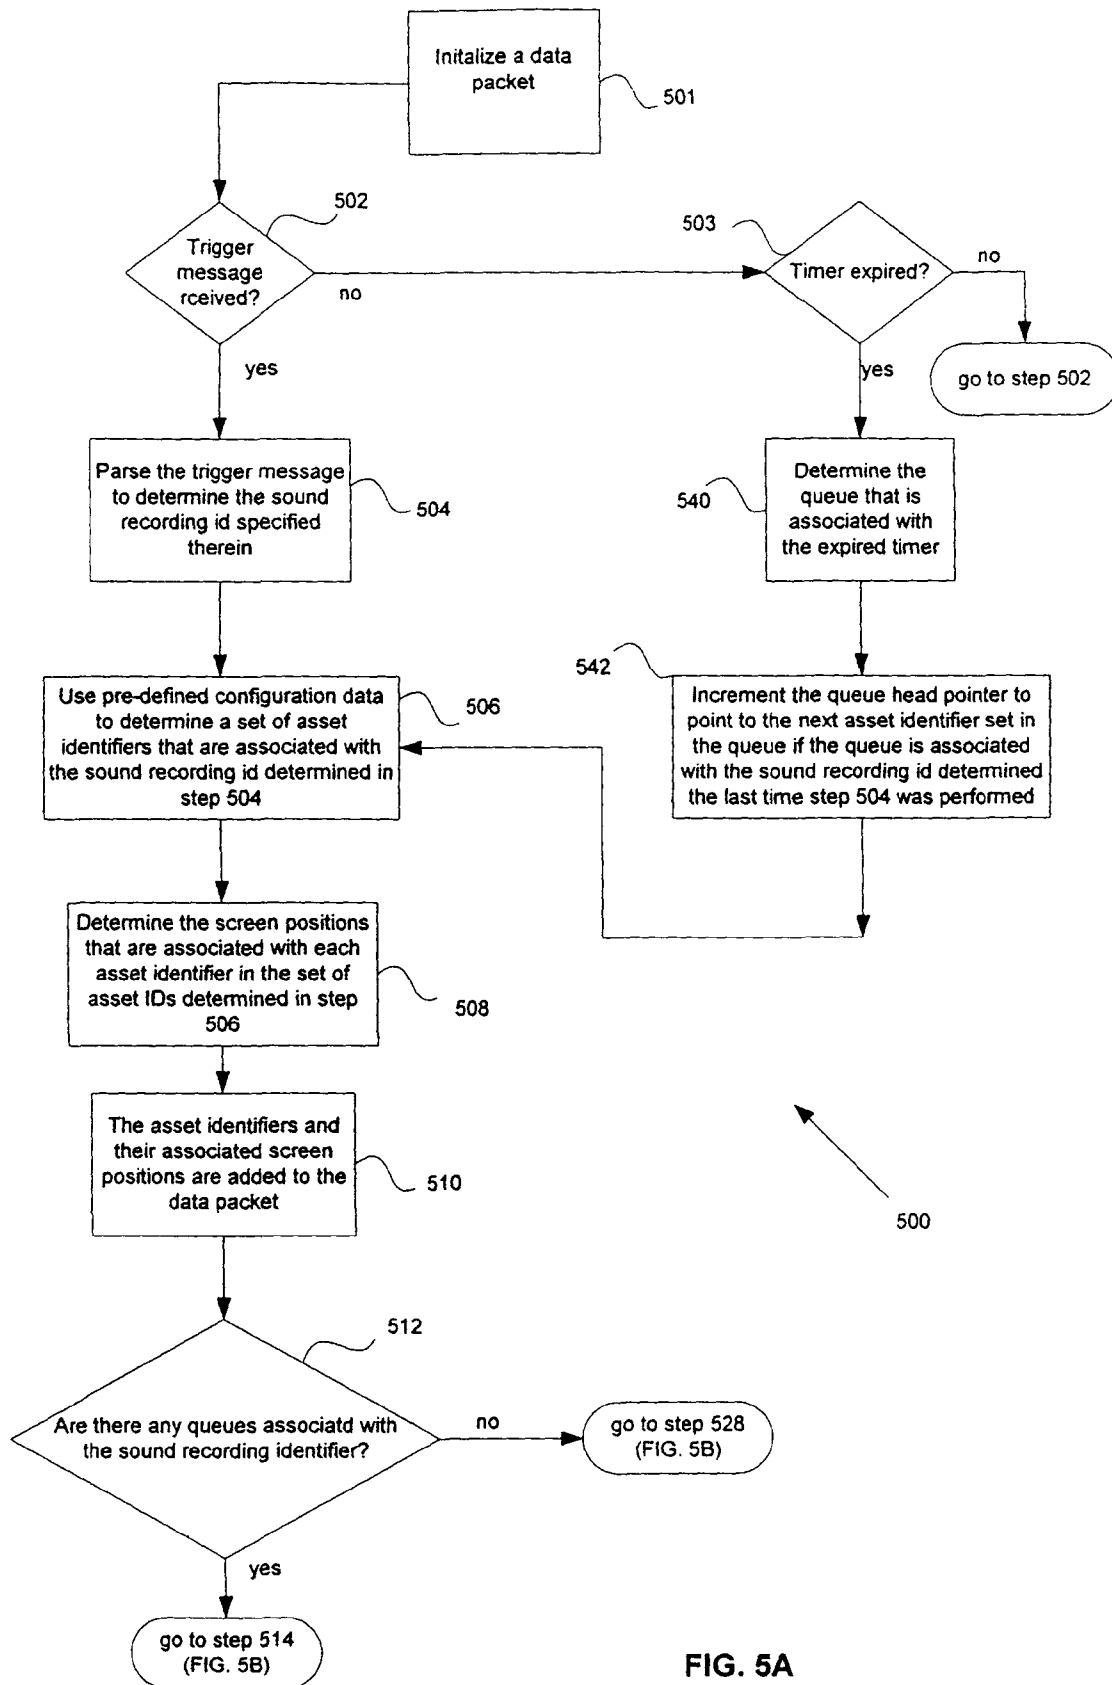 Initalize a data
packet
501
502
Trigger
message
rceived?
no
yes
503
Timer expired?
no
yes
go to step 502
Parse the trigger message
to determine the sound
recording id specified
therein
504
Determine the
queue that is
associated with
the expired timer
540
Use pre-defined configuration data
to determine a set of asset
identifiers that are associated with
the sound recording id determined in
step 504
506
542
Increment the queue head pointer to
point to the next asset identifier set in
the queue if the queue is associated
with the sound recording id determined
the last time step 504 was performed
Determine the screen positions
that are associated with each
asset identifier in the set of
asset IDs determined in step
506
508
The asset identifiers and
their associated screen
positions are added to the
data packet
510
500
512
Are there any queues associatd with
the sound recording identifier?
no
go to step 528
(FIG. 5B)
yes
go to step 514
(FIG. 5B)
FIG. 5A